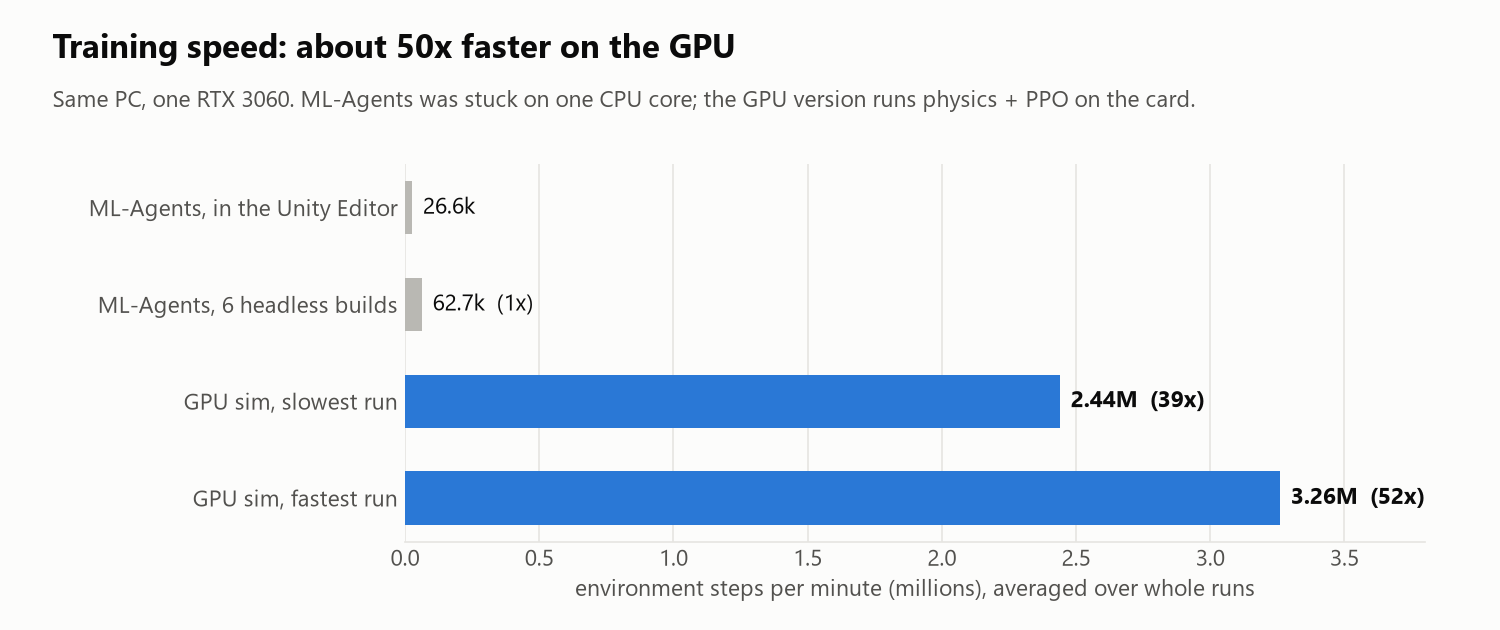 Training speed: about 50x faster on the GPU
Same PC, one RTX 3060. ML-Agents was stuck on one CPU core; the GPU version runs physics + PPO on the card.
ML-Agents, in the Unity Editor 26.6k
ML-Agents, 6 headless builds 62.7k (1x)
GPU sim, slowest run 2.44M (39x)
GPU sim, fastest run 3.26M (52x)
0.0 0.5 1.0 1.5 2.0 2.5 3.0 3.5
environment steps per minute (millions), averaged over whole runs